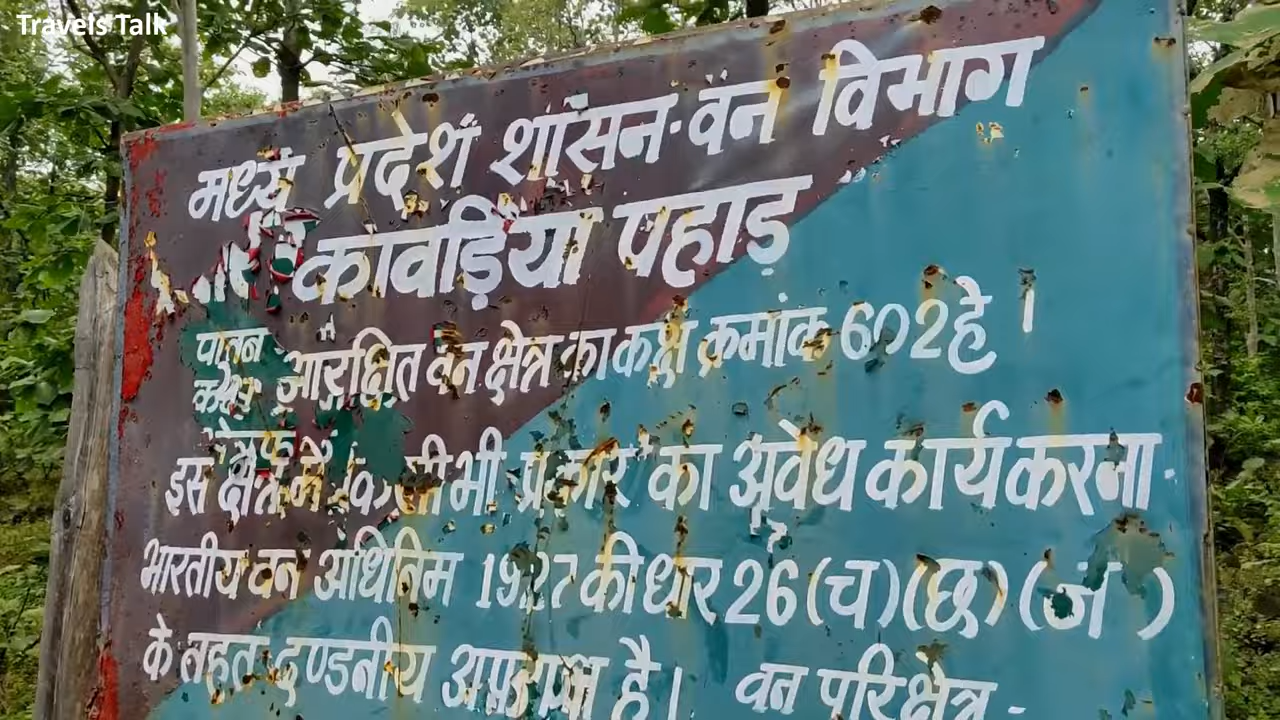 Travels Talk
मध्य प्रदेश शासन-वन विभाग
कावड़िया पहाड़
आरक्षित वन क्षेत्र का कक्ष क्रमांक 602 हे ।
इस क्षेत्र में किसी भी प्रकार का अवैध कार्य करना-
भारतीय वन अधिनिम 1927 की धार 26 (च) (छ) (ज )
के तहत दण्डनीय अपराध है। वन परिक्षेत्र-